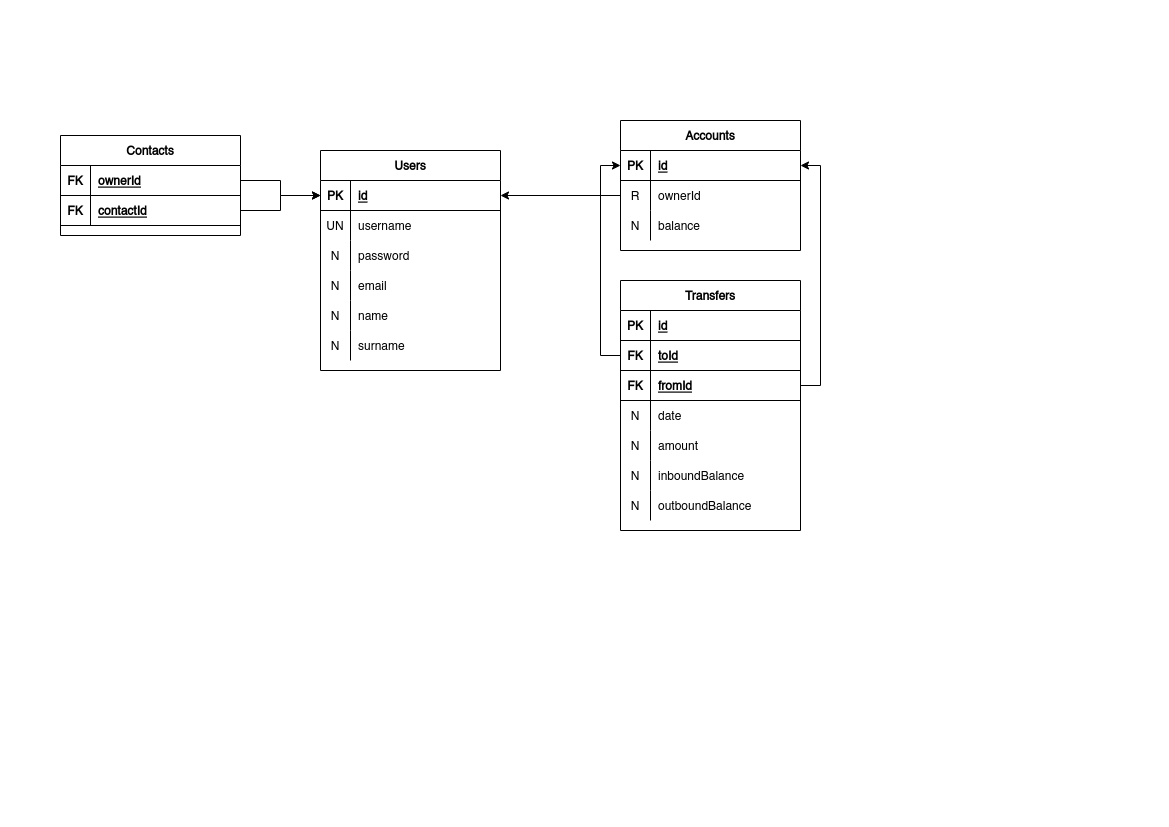 Contacts
FK ownerId
FK contactId
Users
PK id
UN username
N password
N email
N name
N surname
Accounts
PK id
R ownerId
N balance
Transfers
PK id
FK toId
FK fromId
N date
N amount
N inboundBalance
N outboundBalance